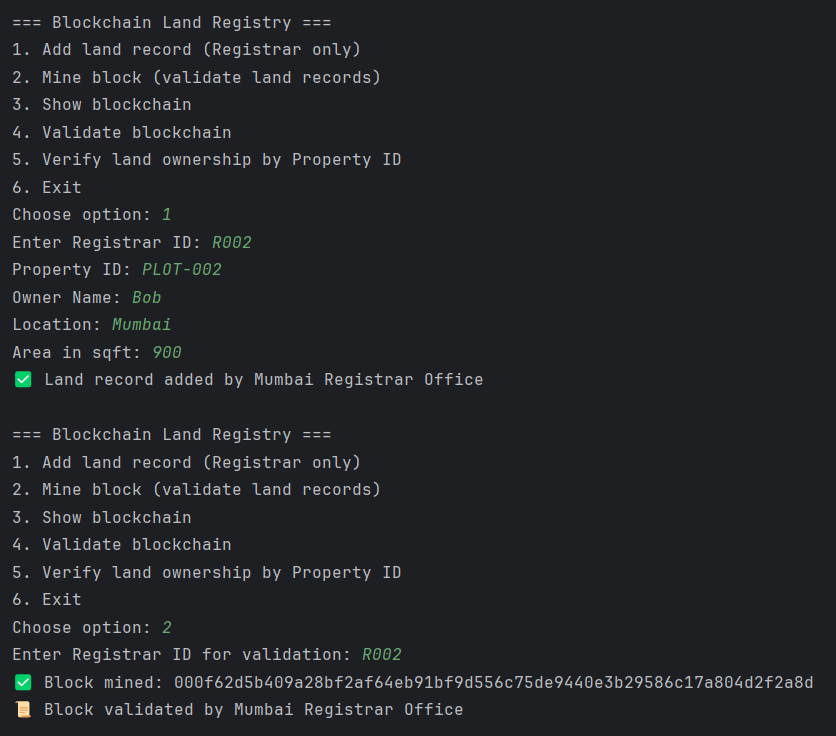 === Blockchain Land Registry ===
1. Add land record (Registrar only)
2. Mine block (validate land records)
3. Show blockchain
4. Validate blockchain
5. Verify land ownership by Property ID
6. Exit
Choose option: 1
Enter Registrar ID: R002
Property ID: PLOT-002
Owner Name: Bob
Location: Mumbai
Area in sqft: 900
✅ Land record added by Mumbai Registrar Office
=== Blockchain Land Registry ===
1. Add land record (Registrar only)
2. Mine block (validate land records)
3. Show blockchain
4. Validate blockchain
5. Verify land ownership by Property ID
6. Exit
Choose option: 2
Enter Registrar ID for validation: R002
✅ Block mined: 000f62d5b409a28bf2af64eb91bf9d556c75de9440e3b29586c17a804d2f2a8d
📜 Block validated by Mumbai Registrar Office